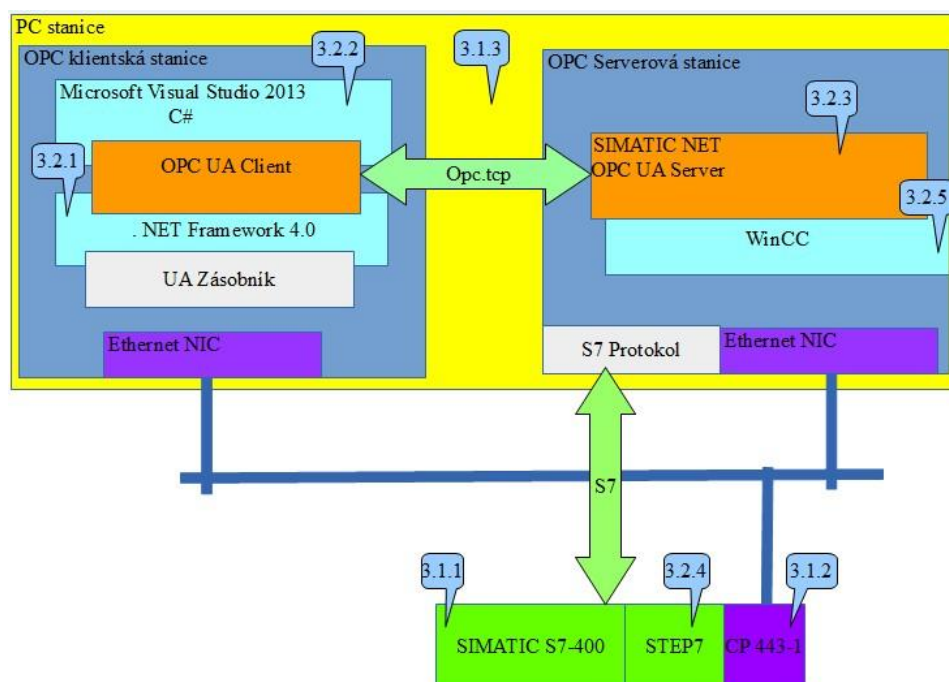 PC stanice
OPC klientská stanice
3.2.2
3.1.3
OPC Serverová stanice
Microsoft Visual Studio 2013
C#
3.2.3
3.2.1
OPC UA Client
Opc.tcp
SIMATIC NET
OPC UA Server
3.2.5
. NET Framework 4.0
WinCC
UA Zásobník
Ethernet NIC
S7 Protokol
Ethernet NIC
S7
3.1.1
3.2.4
3.1.2
SIMATIC S7-400
STEP7
CP 443-1